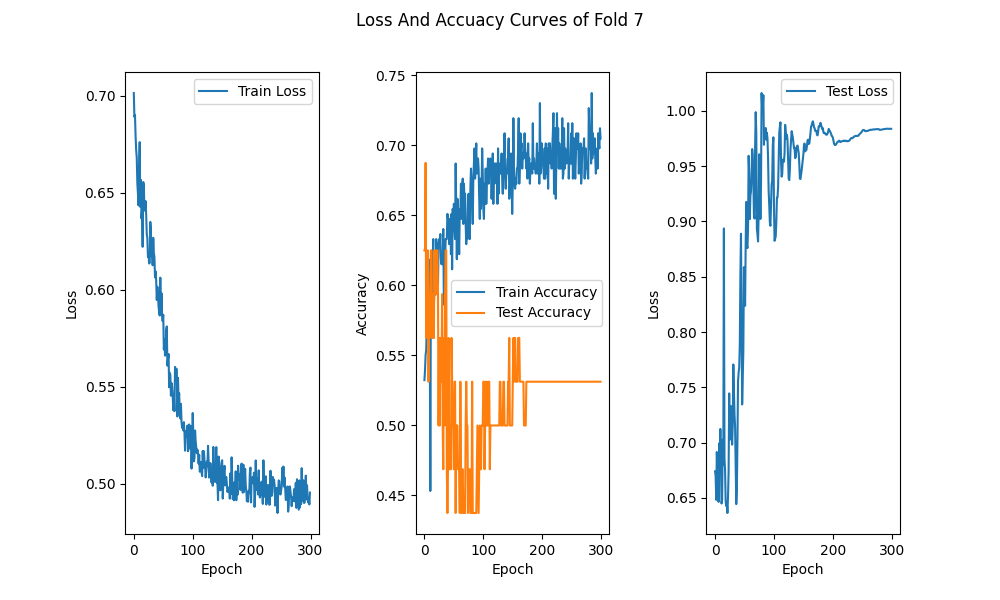 Loss And Accuacy Curves of Fold 7
Train Loss
0.70
0.65
0.60
0.55
0.50
Loss
0 100 200 300
Epoch
0.75
0.70
0.65
0.60
0.55
0.50
0.45
Accuracy
Train Accuracy
Test Accuracy
0 100 200 300
Epoch
Test Loss
1.00
0.95
0.90
0.85
0.80
0.75
0.70
0.65
Loss
0 100 200 300
Epoch